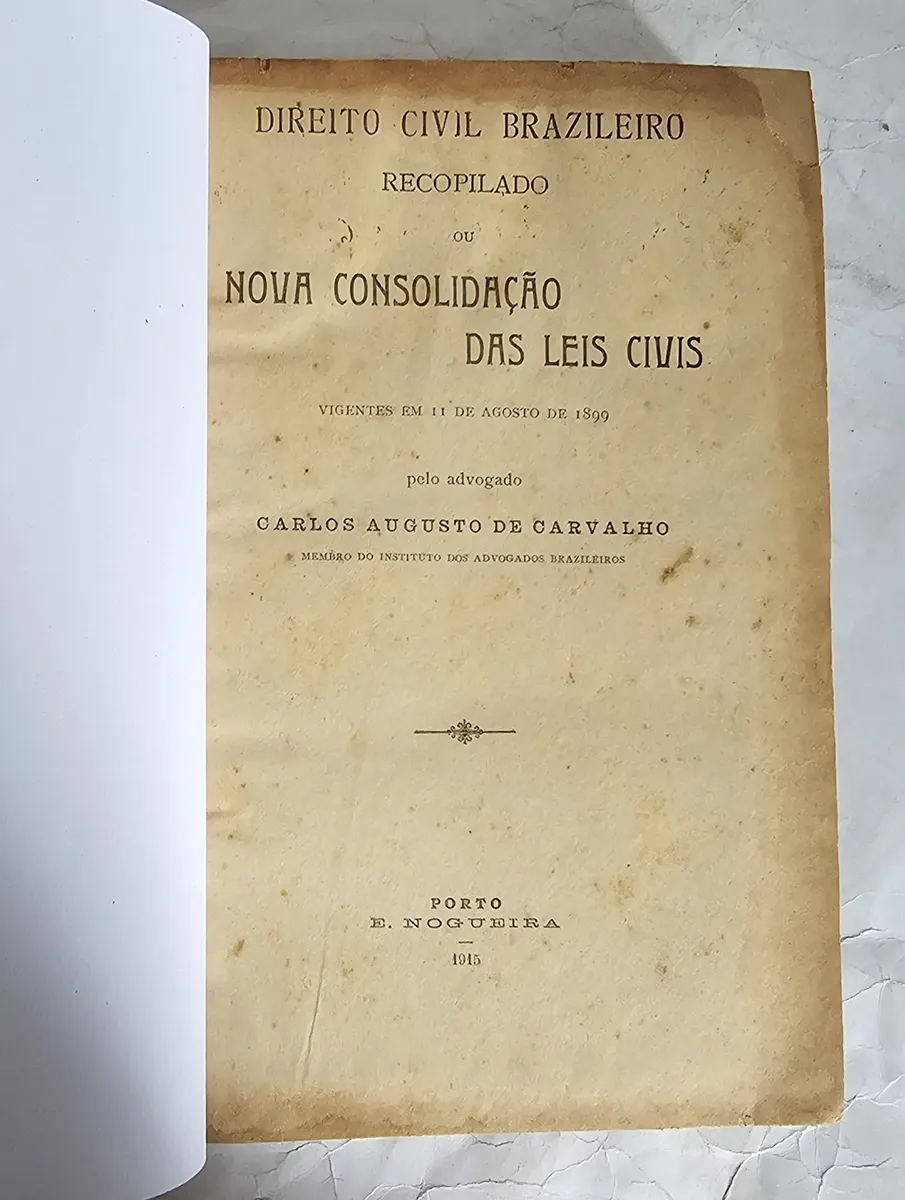 DIREITO CIVIL BRAZILEIRO
RECOPILADO
OU
NOVA CONSOLIDAÇÃO
DAS LEIS CIVIS
VIGENTES EM 11 DE AGOSTO DE 1899
pelo advogado
CARLOS AUGUSTO DE CARVALHO
MEMBRO DO INSTITUTO DOS ADVOGADOS BRAZILEIROS
PORTO
E. NOGUEIRA
1915